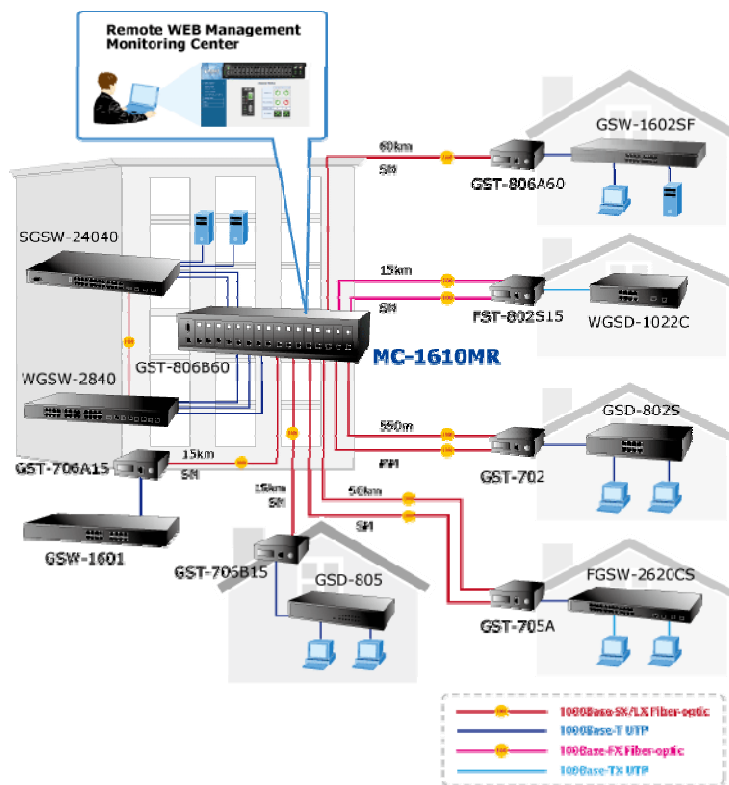 Remote WEB Management
Monitoring Center
60km
SM
GSW-1602SF
GST-806A60
SGSW-24040
15km
SM
FST-802S15
WGSD-1022C
GST-806B60
MC-1610MR
WGSW-2840
GSD-802S
550m
GST-702
GST-706A15
15km
SM
15km
SM
50km
SM
GSW-1601
GST-706B15
GSD-805
FGSW-2620CS
GST-705A
1000Base-SX/LX Fiber-optic
1000Base-T UTP
100Base-FX Fiber-optic
100Base-TX UTP